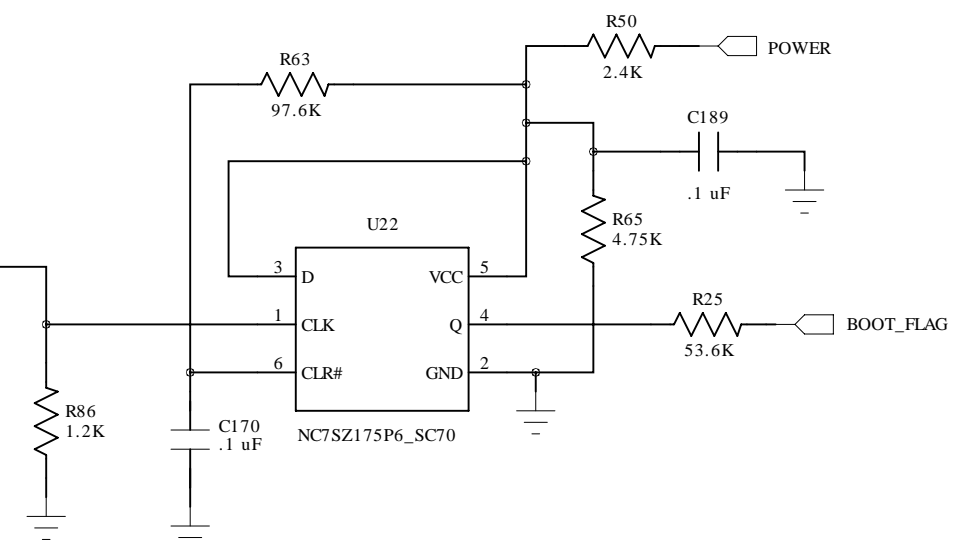 R50
POWER
2.4K
R63
97.6K
C189
.1 uF
U22
R65
4.75K
3
D
VCC
5
R25
1
CLK
Q
4
BOOT_FLAG
53.6K
6
CLR#
GND
2
R86
1.2K
C170
.1 uF
NC7SZ175P6_SC70